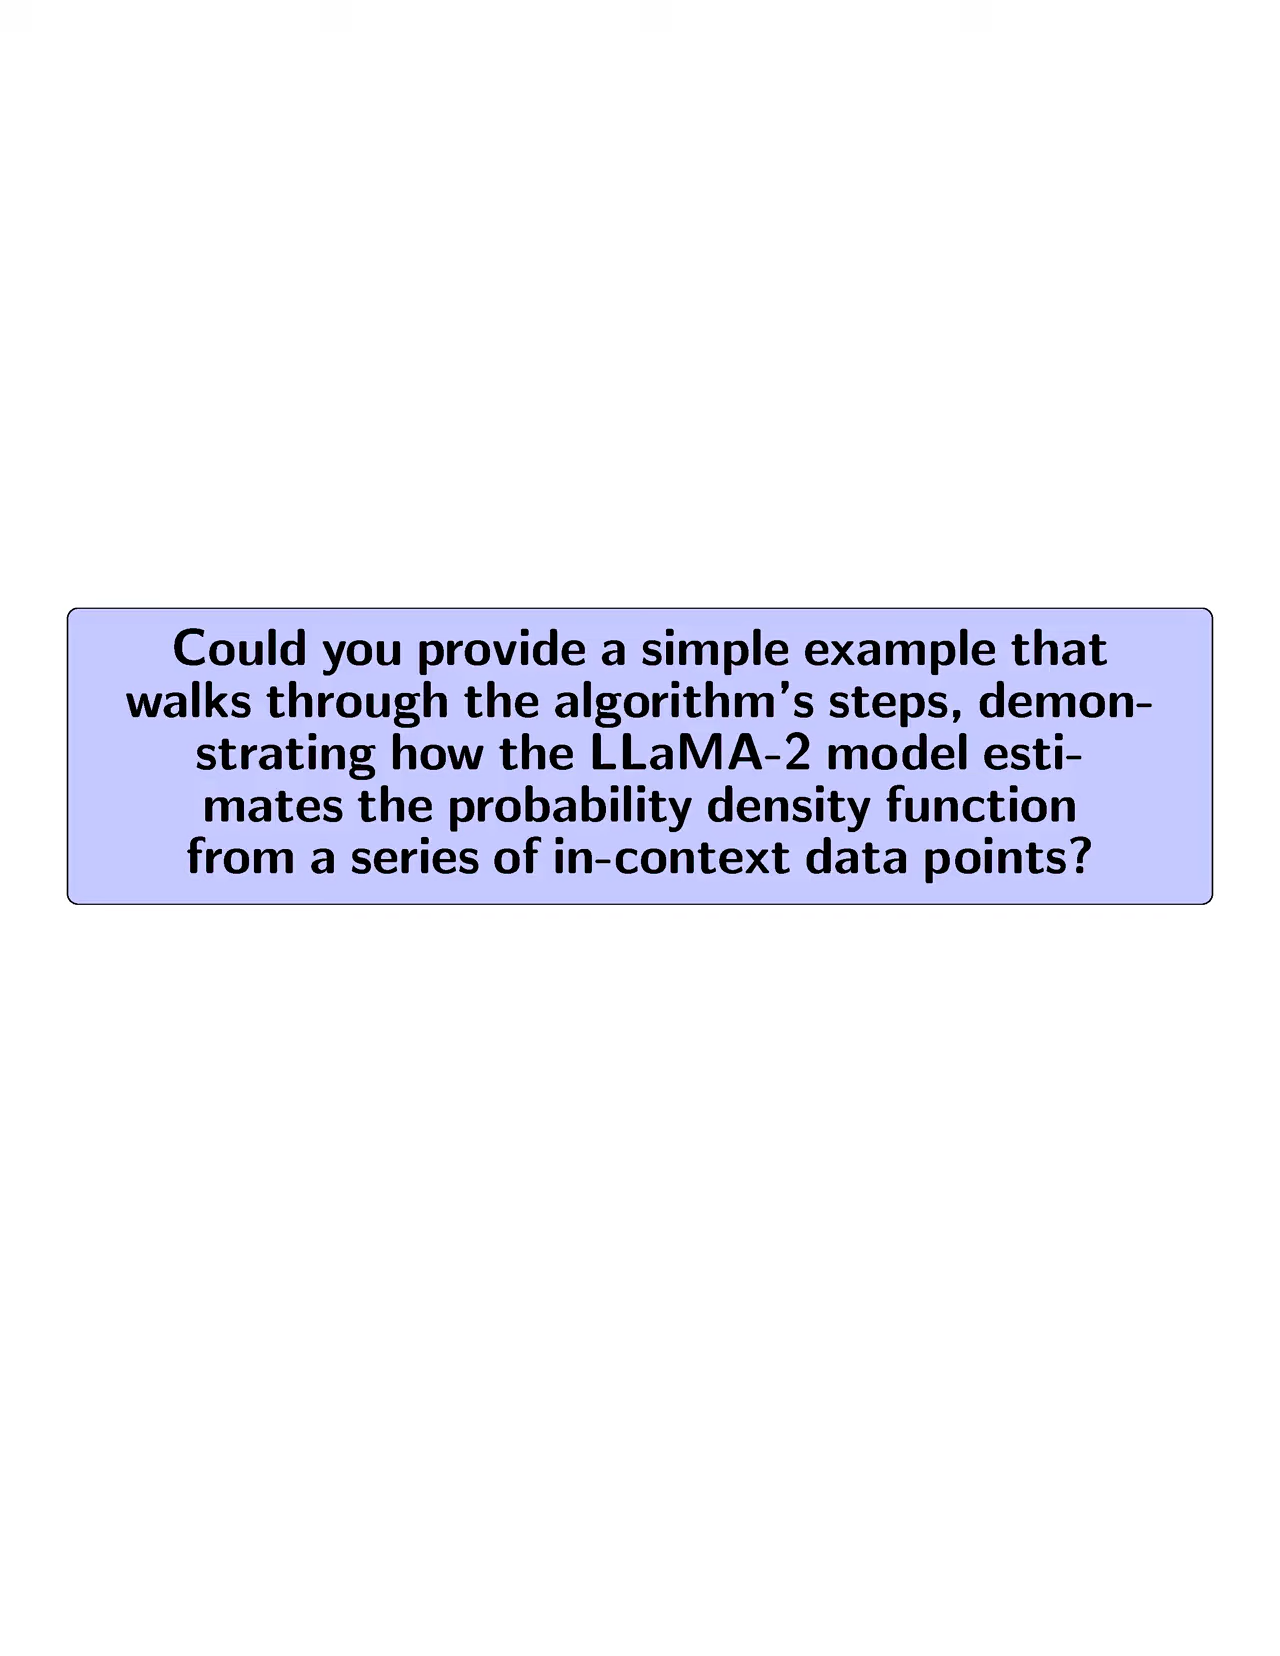 Could you provide a simple example that
walks through the algorithm's steps, demon-
strating how the LLaMA-2 model esti-
mates the probability density function
from a series of in-context data points?